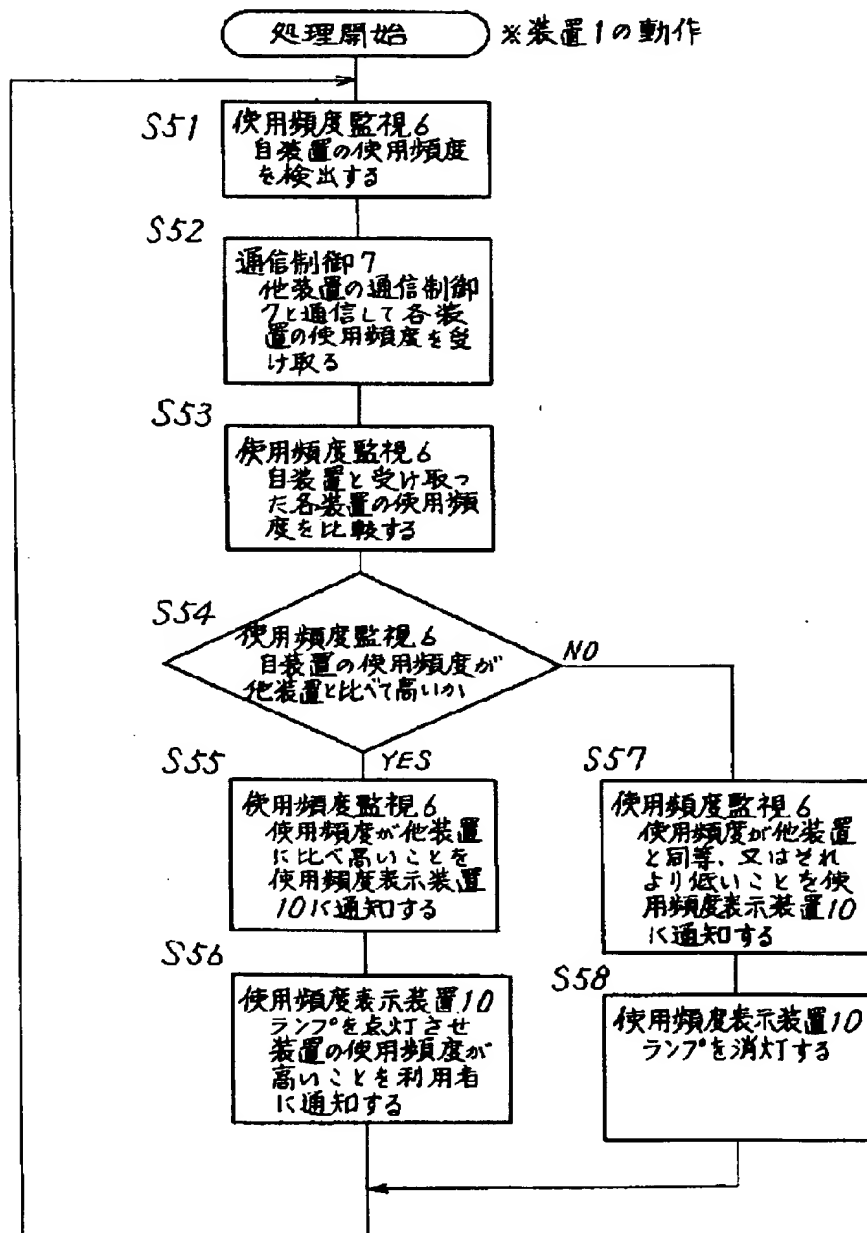 処理開始
※装置1の動作
S51
使用頻度監視6
自装置の使用頻度
を検出する
S52
通信制御7
他装置の通信制御
7と通信して各装
置の使用頻度を受
け取る
S53
使用頻度監視6
自装置と受け取っ
た各装置の使用頻
度を比較する
S54
使用頻度監視6
自装置の使用頻度が
他装置と比べて高いか
NO
YES
S55
使用頻度監視6
使用頻度が他装置
に比べ高いことを
使用頻度表示装置
10に通知する
S56
使用頻度表示装置10
ランプを点灯させ
装置の使用頻度が
高いことを利用者
に通知する
S57
使用頻度監視6
使用頻度が他装置
と同等、又はそれ
より低いことを使
用頻度表示装置10
に通知する
S58
使用頻度表示装置10
ランプを消灯する